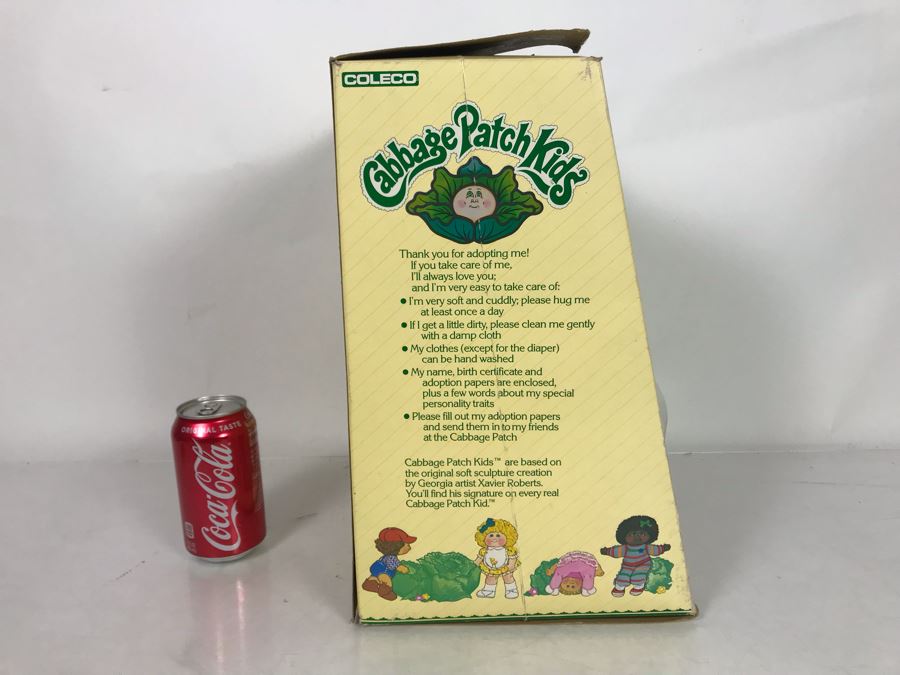 COLECO
Cabbage Patch Kids
Thank you for adopting me!
If you take care of me,
I'll always love you;
and I'm very easy to take care of:
● I'm very soft and cuddly; please hug me
at least once a day
● If I get a little dirty, please clean me gently
with a damp cloth
● My clothes (except for the diaper)
can be hand washed
● My name, birth certificate and
adoption papers are enclosed,
plus a few words about my special
personality traits
● Please fill out my adoption papers
and send them in to my friends
at the Cabbage Patch
Cabbage Patch Kids™ are based on
the original soft sculpture creation
by Georgia artist Xavier Roberts.
You'll find his signature on every real
Cabbage Patch Kid.™
ORIGINAL TASTE
Coca-Cola